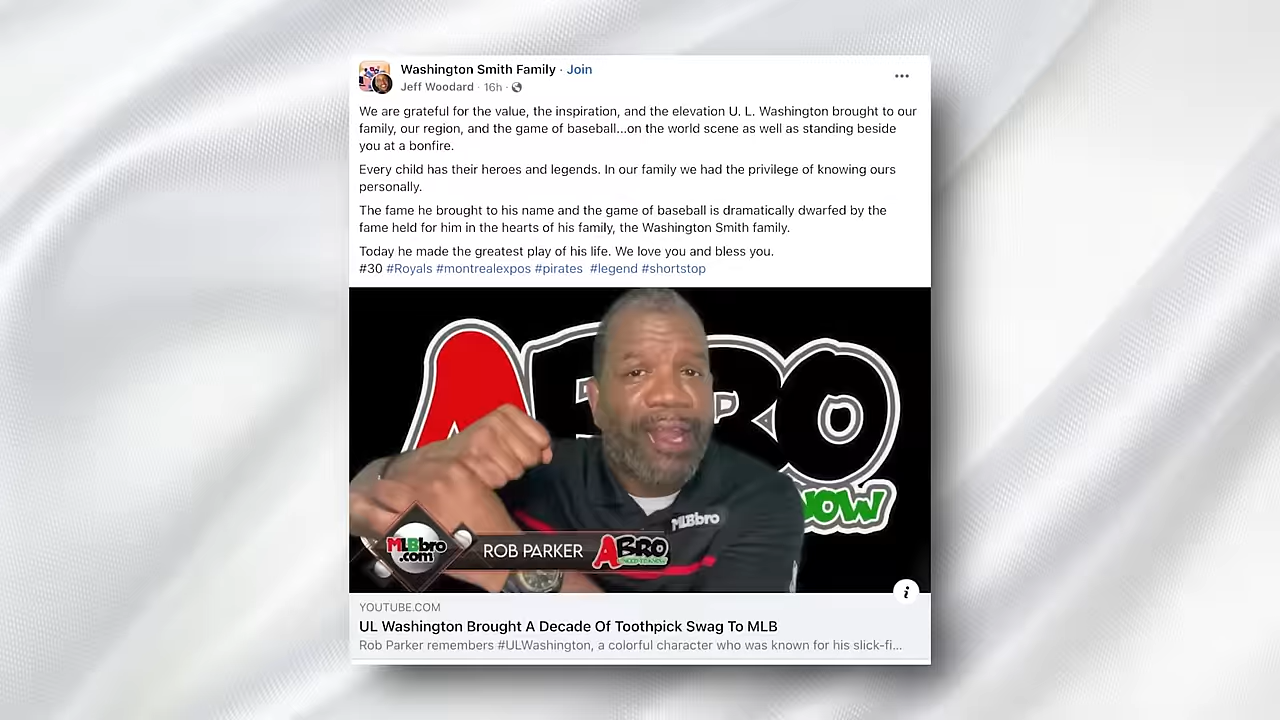 Washington Smith Family · Join
Jeff Woodard · 16h ·
We are grateful for the value, the inspiration, and the elevation U. L. Washington brought to our
family, our region, and the game of baseball...on the world scene as well as standing beside
you at a bonfire.
Every child has their heroes and legends. In our family we had the privilege of knowing ours
personally.
The fame he brought to his name and the game of baseball is dramatically dwarfed by the
fame held for him in the hearts of his family, the Washington Smith family.
Today he made the greatest play of his life. We love you and bless you.
#30 #Royals #montrealexpos #pirates #legend #shortstop
ABRO
NOW
MLBbro
MLBbro
.com
ROB PARKER
ABRO
YOUTUBE.COM
UL Washington Brought A Decade Of Toothpick Swag To MLB
Rob Parker remembers #ULWashington, a colorful character who was known for his slick-fi...